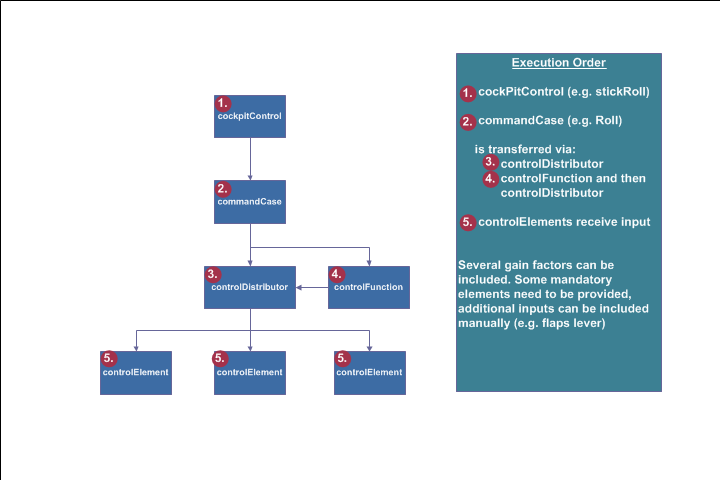 1.
cockpitControl
2.
commandCase
3.
controlDistributor
4.
controlFunction
5.
controlElement
5.
controlElement
5.
controlElement
Execution Order
1. cockPitControl (e.g. stickRoll)
2. commandCase (e.g. Roll)
is transferred via:
3. controlDistributor
4. controlFunction and then
controlDistributor
5. controlElements receive input
Several gain factors can be
included. Some mandatory
elements need to be provided,
additional inputs can be included
manually (e.g. flaps lever)